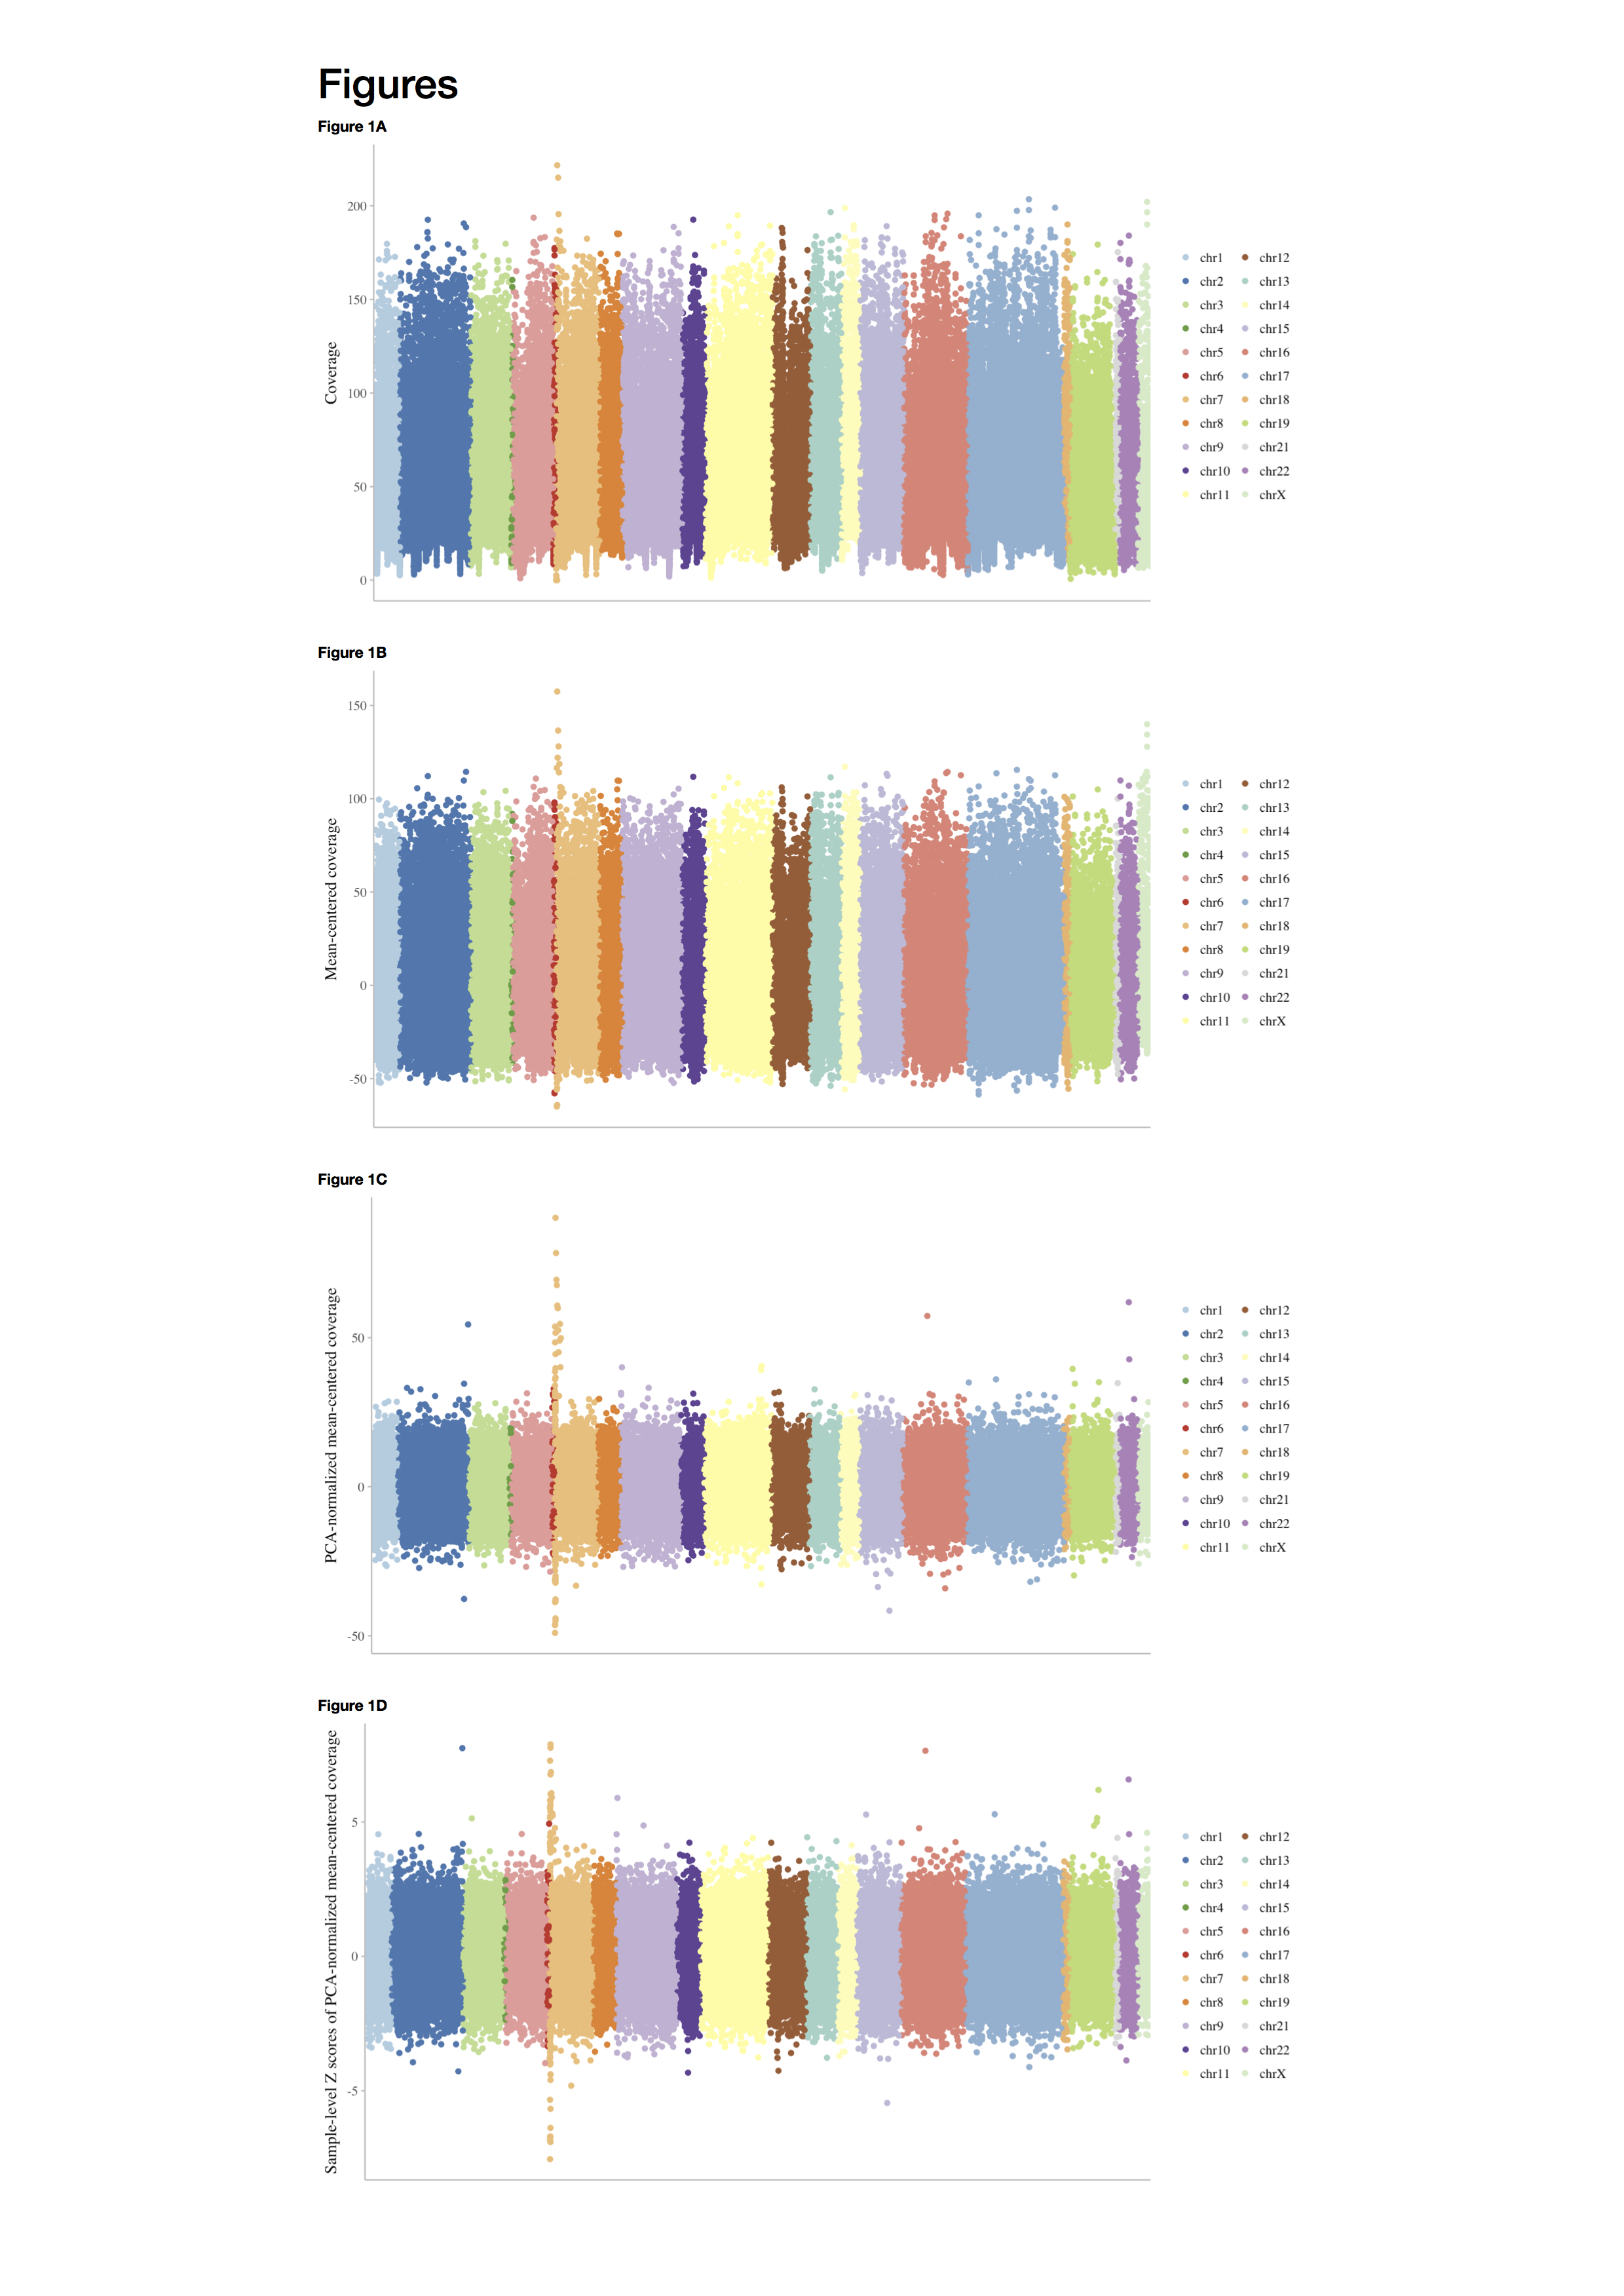 Figures
Figure 1A
Coverage
200
150
100
50
0
chr1 chr12
chr2 chr13
chr3 chr14
chr4 chr15
chr5 chr16
chr6 chr17
chr7 chr18
chr8 chr19
chr9 chr21
chr10 chr22
chr11 chrX
Figure 1B
Mean-centered coverage
150
100
50
0
-50
chr1 chr12
chr2 chr13
chr3 chr14
chr4 chr15
chr5 chr16
chr6 chr17
chr7 chr18
chr8 chr19
chr9 chr21
chr10 chr22
chr11 chrX
Figure 1C
PCA-normalized mean-centered coverage
50
0
-50
chr1 chr12
chr2 chr13
chr3 chr14
chr4 chr15
chr5 chr16
chr6 chr17
chr7 chr18
chr8 chr19
chr9 chr21
chr10 chr22
chr11 chrX
Figure 1D
Sample-level Z scores of PCA-normalized mean-centered coverage
5
0
-5
chr1 chr12
chr2 chr13
chr3 chr14
chr4 chr15
chr5 chr16
chr6 chr17
chr7 chr18
chr8 chr19
chr9 chr21
chr10 chr22
chr11 chrX